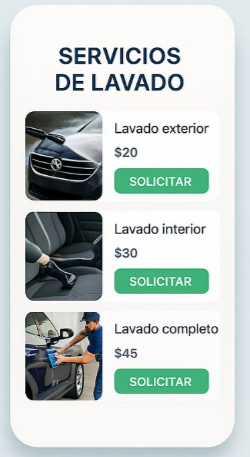 SERVICIOS
DE LAVADO
Lavado exterior
$20
SOLICITAR
Lavado interior
$30
SOLICITAR
Lavado completo
$45
SOLICITAR